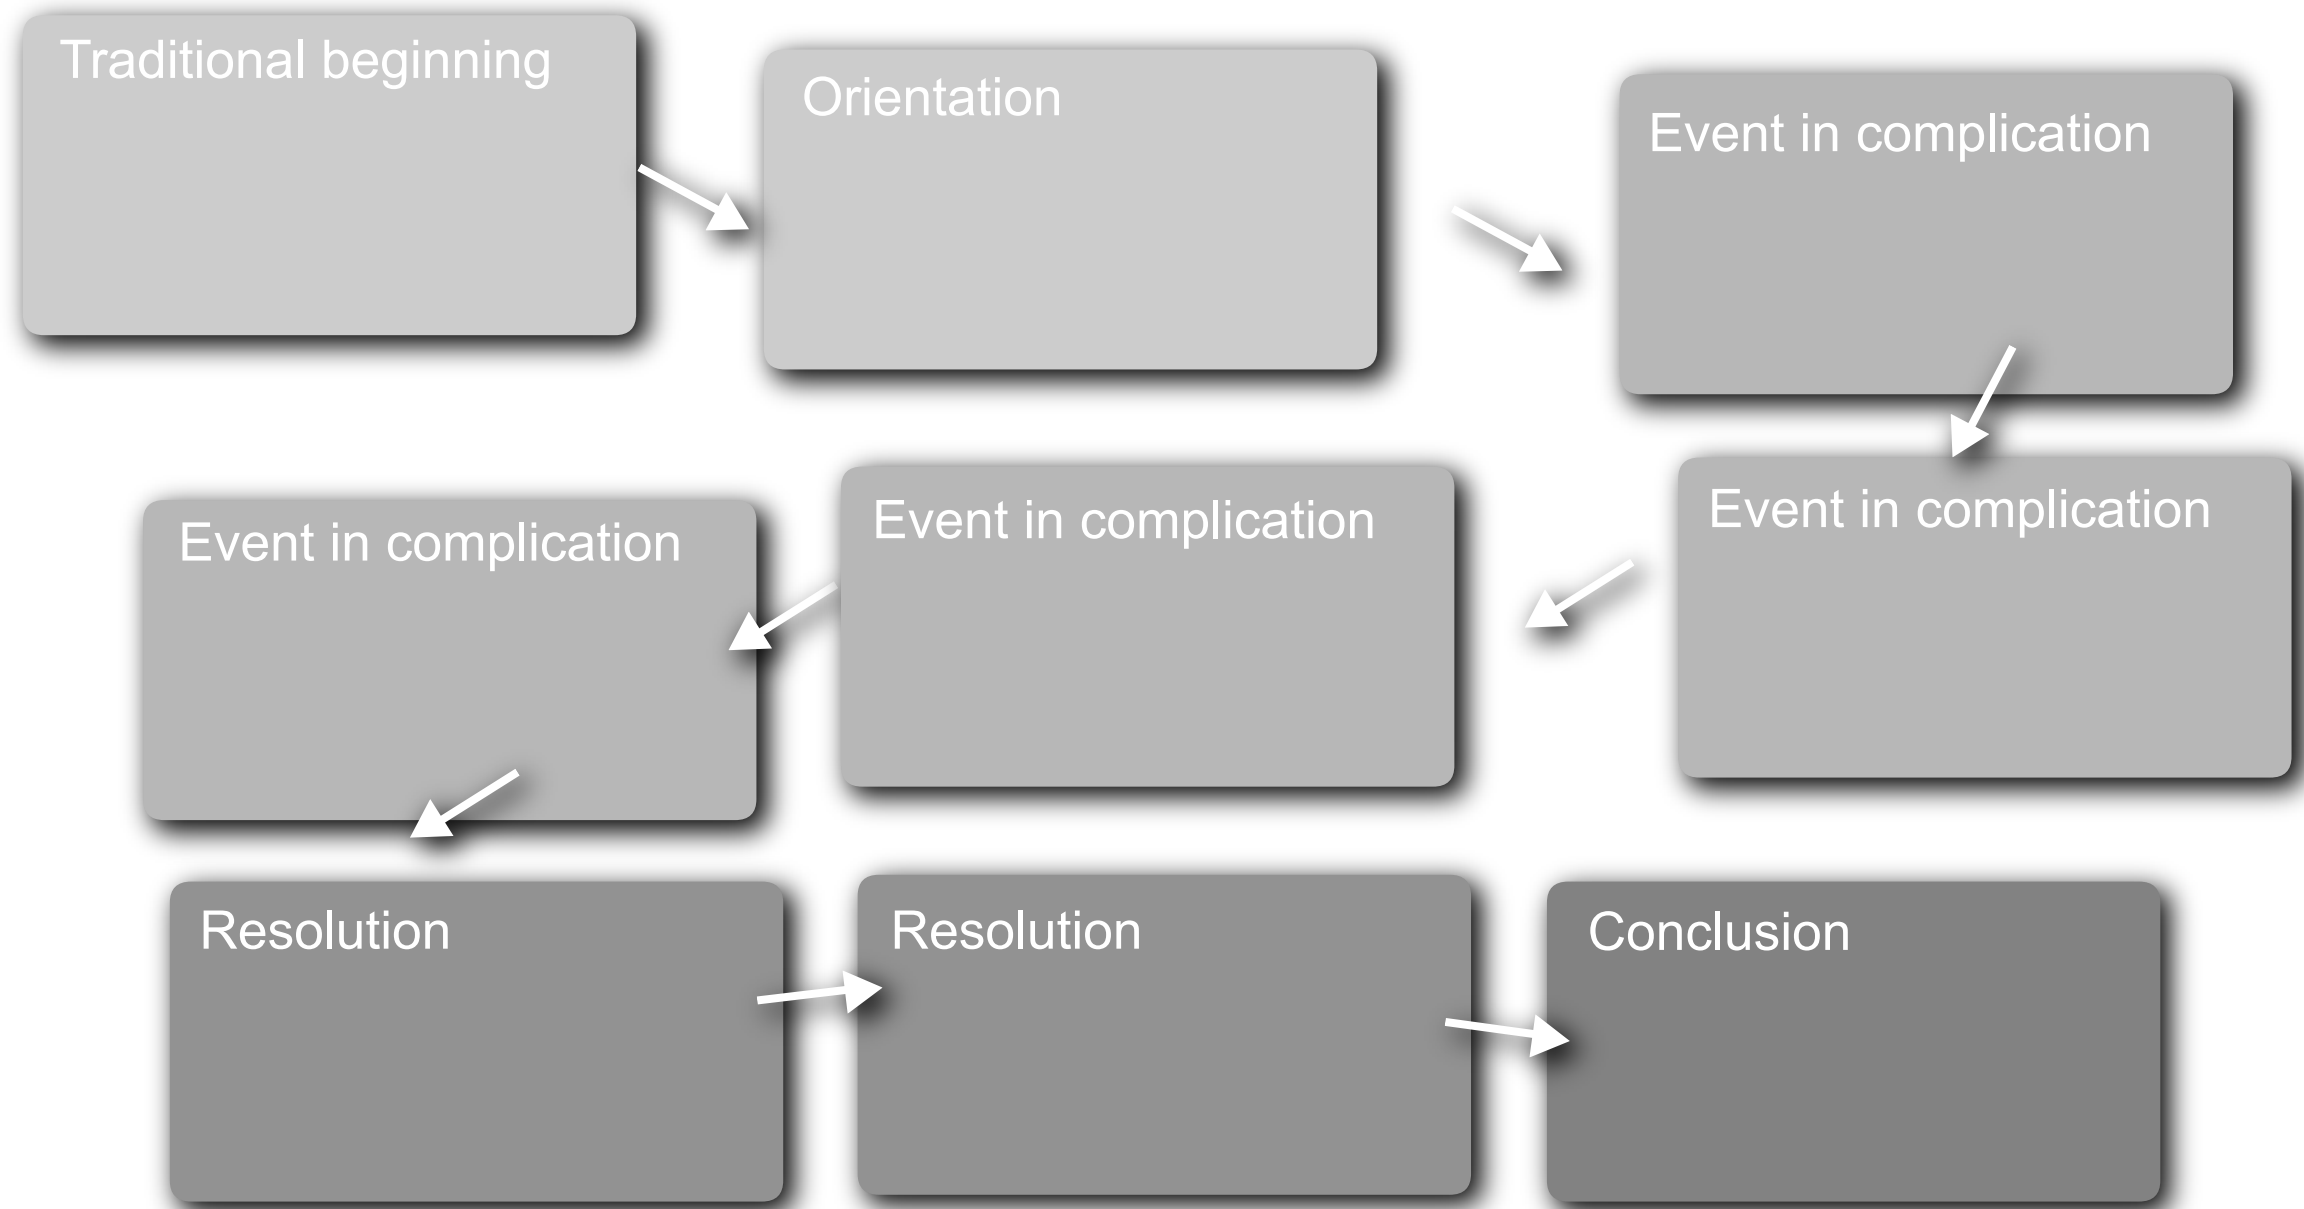 Traditional beginning
Orientation
Event in complication
Event in complication
Event in complication
Event in complication
Resolution
Resolution
Conclusion